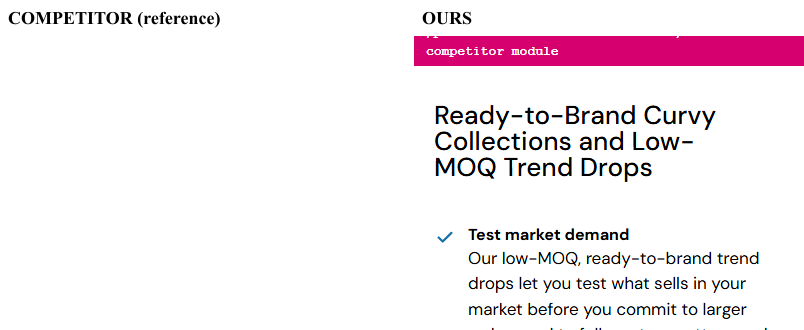 COMPETITOR (reference)
OURS
competitor module
Ready-to-Brand Curvy
Collections and Low-
MOQ Trend Drops
Test market demand
Our low-MOQ, ready-to-brand trend
drops let you test what sells in your
market before you commit to larger